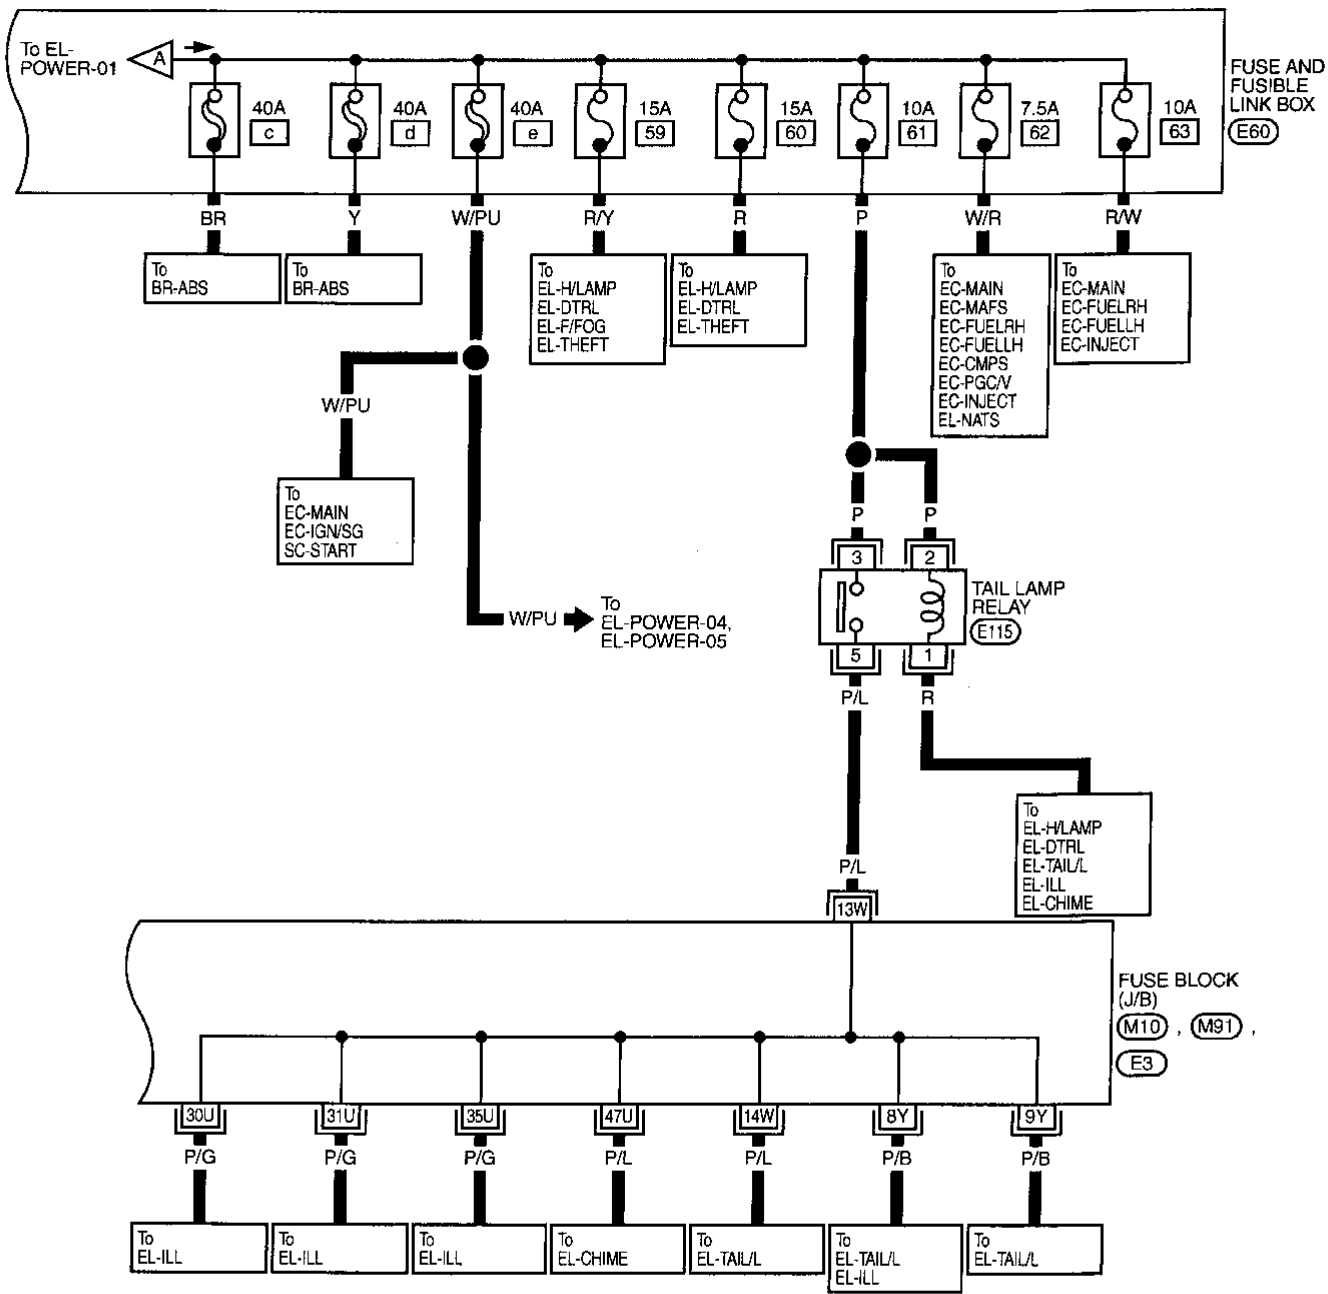 To EL-
POWER-01
A
40A
c
40A
d
40A
e
15A
59
15A
60
10A
61
7.5A
62
10A
63
FUSE AND
FUSIBLE
LINK BOX
E60
BR
Y
W/PU
R/Y
R
P
W/R
R/W
To
BR-ABS
To
BR-ABS
To
EL-H/LAMP
EL-DTRL
EL-F/FOG
EL-THEFT
To
EL-H/LAMP
EL-DTRL
EL-THEFT
To
EC-MAIN
EC-MAFS
EC-FUELRH
EC-FUELLH
EC-CMPS
EC-PGC/V
EC-INJECT
EL-NATS
To
EC-MAIN
EC-FUELRH
EC-FUELLH
EC-INJECT
W/PU
To
EC-MAIN
EC-IGN/SG
SC-START
W/PU
To
EL-POWER-04,
EL-POWER-05
P
P
3
2
TAIL LAMP
RELAY
E115
5
1
P/L
R
To
EL-H/LAMP
EL-DTRL
EL-TAIL/L
EL-ILL
EL-CHIME
P/L
13W
FUSE BLOCK
(J/B)
M10 , M91 ,
E3
30U
31U
35U
47U
14W
8Y
9Y
P/G
P/G
P/G
P/L
P/L
P/B
P/B
To
EL-ILL
To
EL-ILL
To
EL-ILL
To
EL-CHIME
To
EL-TAIL/L
To
EL-TAIL/L
EL-ILL
To
EL-TAIL/L